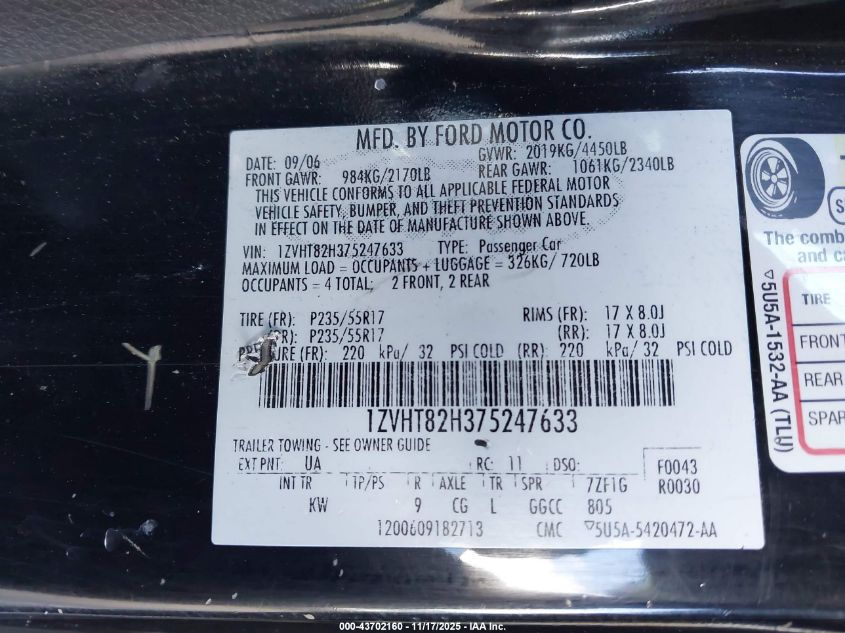 MFD. BY FORD MOTOR CO.
DATE: 09/06 GVWR: 2019KG/4450LB
FRONT GAWR: 984KG/2170LB REAR GAWR: 1061KG/2340LB
THIS VEHICLE CONFORMS TO ALL APPLICABLE FEDERAL MOTOR
VEHICLE SAFETY, BUMPER, AND THEFT PREVENTION STANDARDS
IN EFFECT ON THE DATE OF MANUFACTURE SHOWN ABOVE.
VIN: 1ZVHT82H375247633 TYPE: Passenger Car
MAXIMUM LOAD = OCCUPANTS + LUGGAGE = 326KG/720LB
OCCUPANTS = 4 TOTAL; 2 FRONT, 2 REAR
TIRE (FR): P235/55R17 RIMS (FR): 17 X 8.0J
P235/55R17 (RR): 17 X 8.0J
(FR): 220 kPa/ 32 PSI COLD (RR): 220 kPa/ 32 PSI COLD
1ZVHT82H375247633
TRAILER TOWING - SEE OWNER GUIDE
EXT PNT: UA RC: 11 DSO: F0043
INT TR TP/PS R AXLE TR SPR 7ZF1G R0030
KW 9 CG L GGCC 805
1200609182713 CMC 5U5A-5420472-AA
The comb
and ca
TIRE
FRONT
REAR
SPAR
5U5A-1532-AA (TLU)
000-43702160 - 11/17/2025 - IAA Inc.